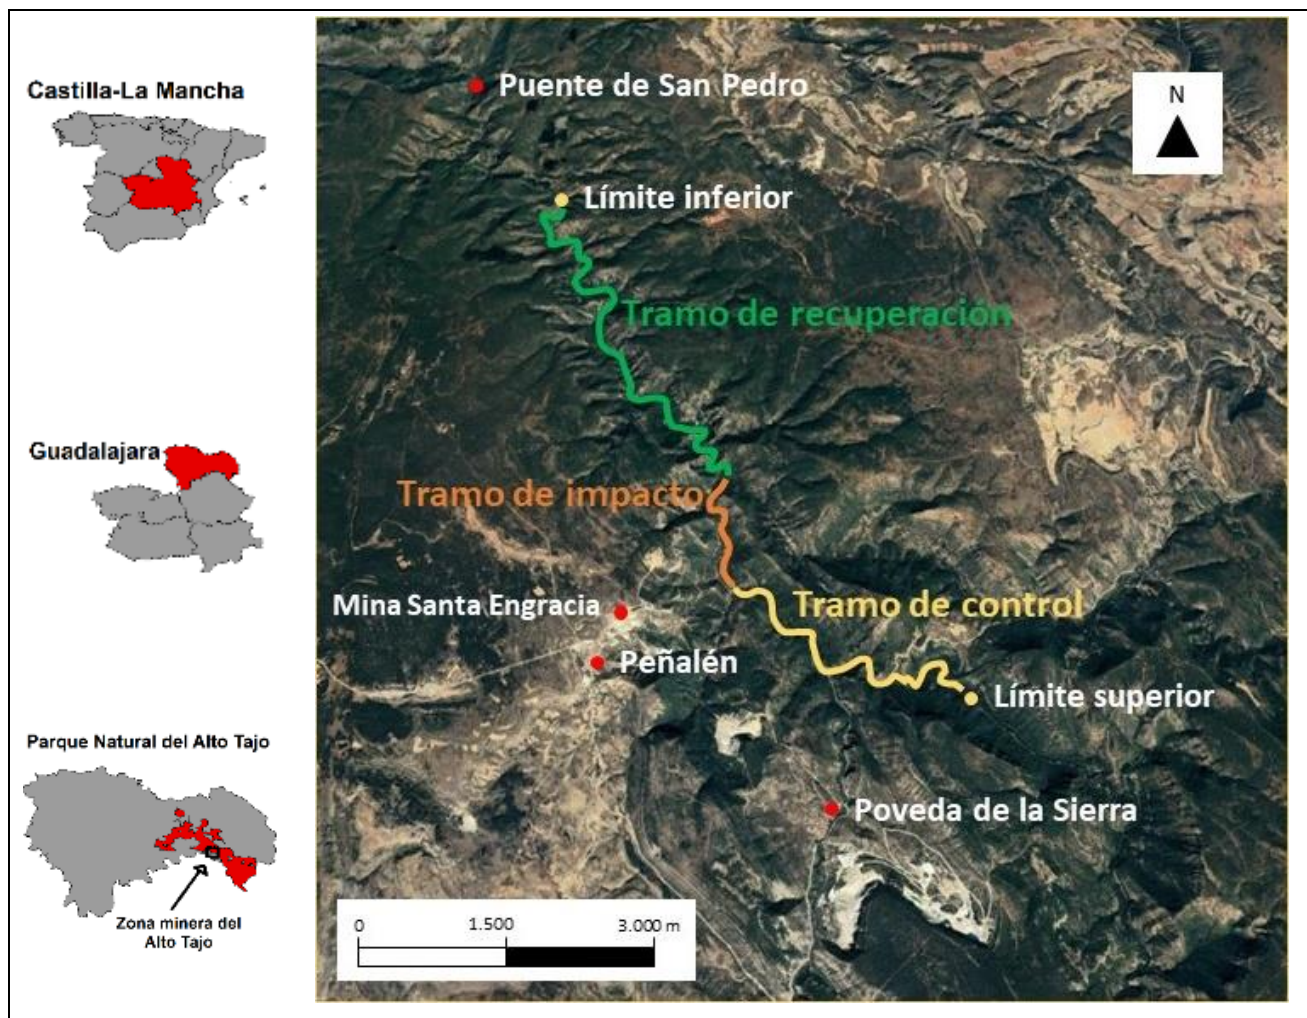 Castilla-La Mancha
Guadalajara
Parque Natural del Alto Tajo
Zona minera del
Alto Tajo
Puente de San Pedro
N
Límite inferior
Tramo de recuperación
Tramo de impacto
Mina Santa Engracia
Tramo de control
Peñalén
Límite superior
Poveda de la Sierra
0 1.500 3.000 m